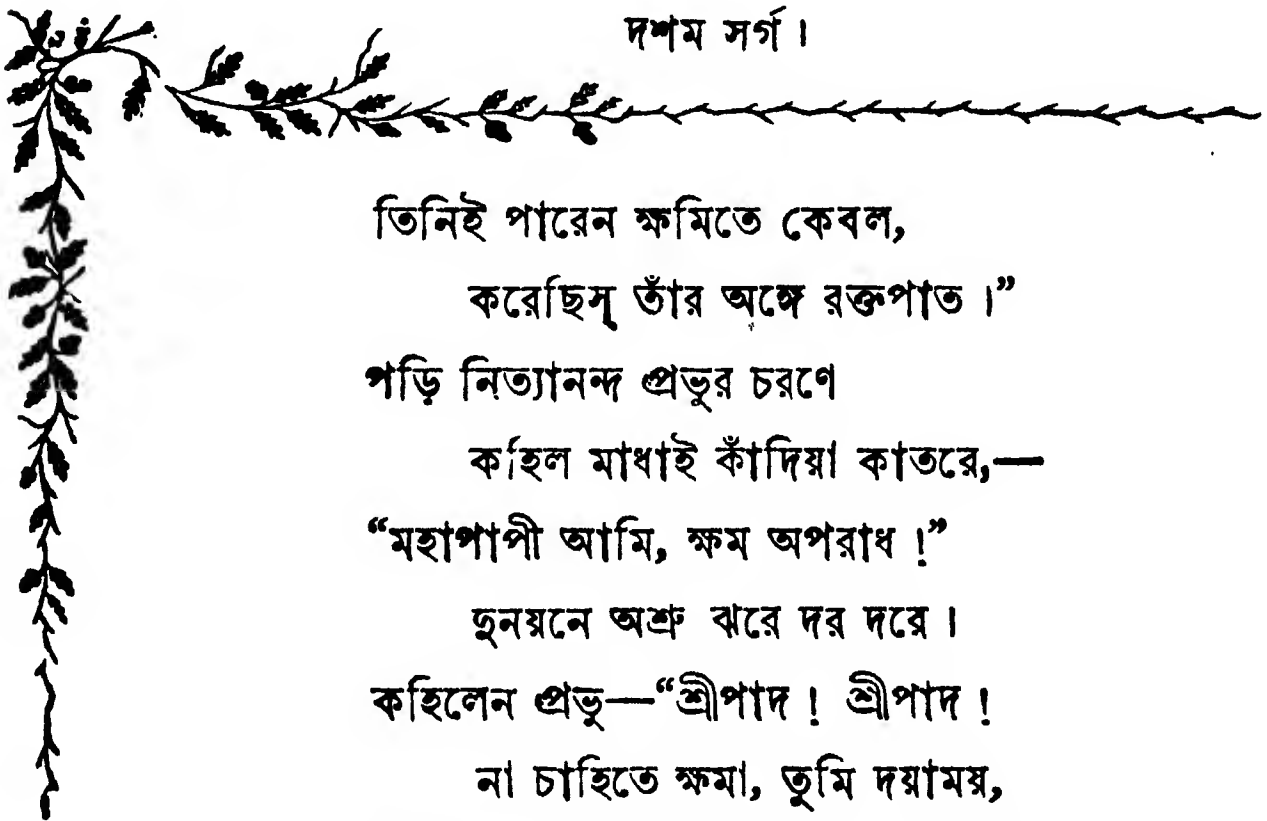 দশম সর্গ।
তিনিই পারেন ক্ষমিতে কেবল,
করেছিস্ তাঁর অঙ্গে রক্তপাত।”
পড়ি নিত্যানন্দ প্রভুর চরণে
কহিল মাধাই কাঁদিয়া কাতরে,—
“মহাপাপী আমি, ক্ষম অপরাধ!”
দুনয়নে অশ্রু ঝরে দর দরে।
কহিলেন প্রভু—“শ্রীপাদ! শ্রীপাদ!
না চাহিতে ক্ষমা, তুমি দয়াময়,